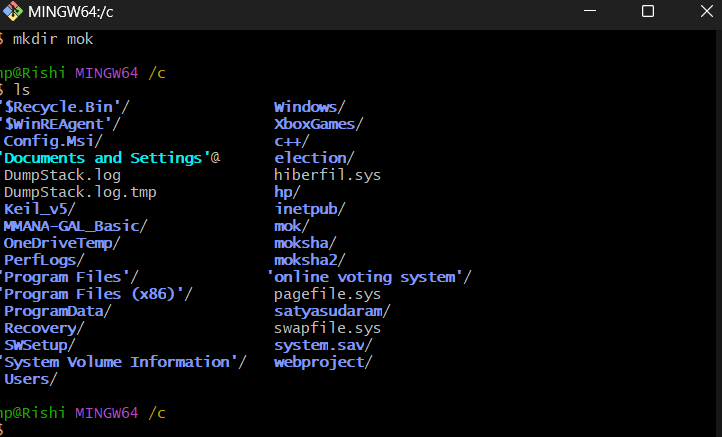 MINGW64:/c
$ mkdir mok
hp@Rishi MINGW64 /c
$ ls
'$Recycle.Bin'/ Windows/
'$WinREAgent'/ XboxGames/
Config.Msi/ c++/
'Documents and Settings'@ election/
DumpStack.log hiberfil.sys
DumpStack.log.tmp hp/
Keil_v5/ inetpub/
MMANA-GAL_Basic/ mok/
OneDriveTemp/ moksha/
PerfLogs/ moksha2/
'Program Files'/ 'online voting system'/
'Program Files (x86)'/ pagefile.sys
ProgramData/ satyasudaram/
Recovery/ swapfile.sys
SWSetup/ system.sav/
'System Volume Information'/ webproject/
Users/
hp@Rishi MINGW64 /c
$